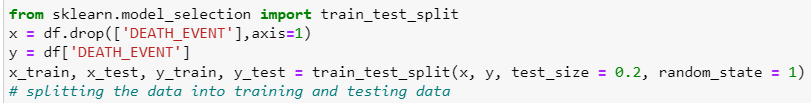 from sklearn.model_selection import train_test_split
x = df.drop(['DEATH_EVENT'],axis=1)
y = df['DEATH_EVENT']
x_train, x_test, y_train, y_test = train_test_split(x, y, test_size = 0.2, random_state = 1)
# splitting the data into training and testing data